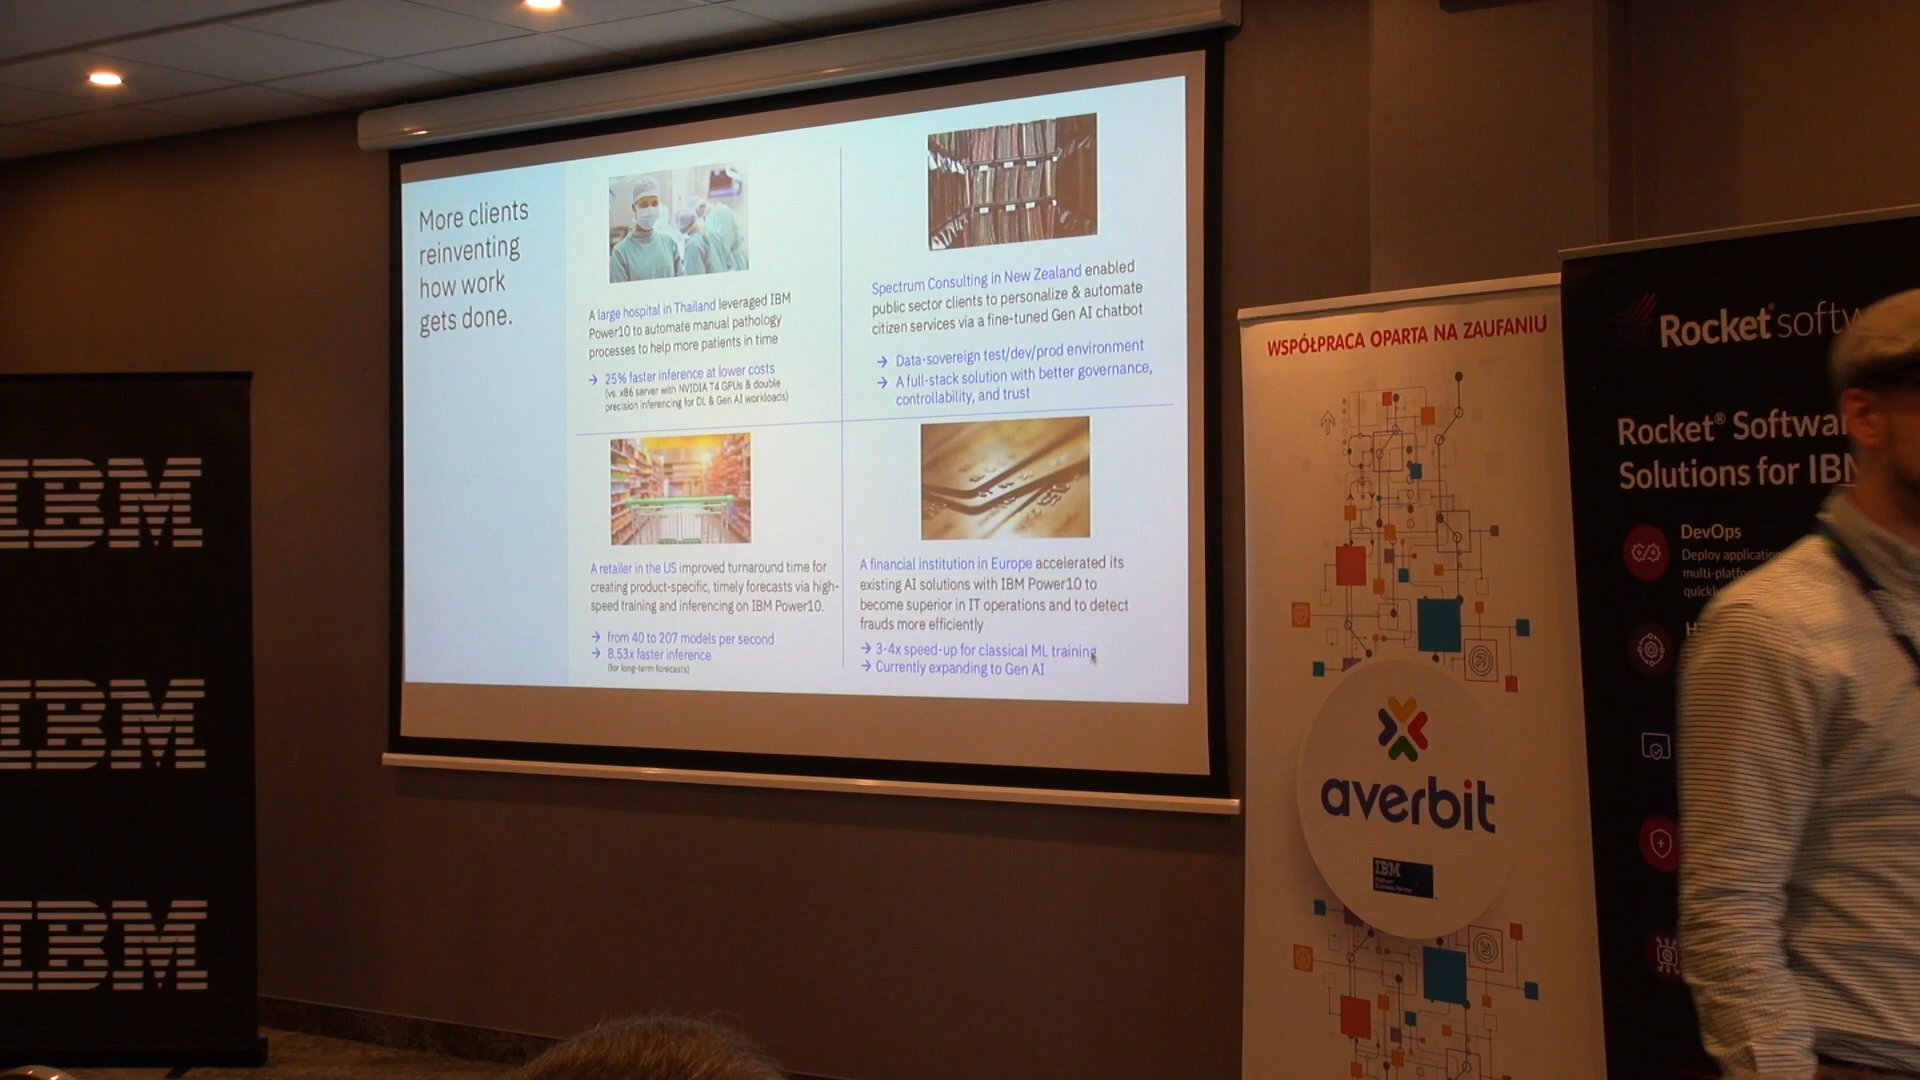 More clients
reinventing
how work
gets done.
A large hospital in Thailand leveraged IBM
Power10 to automate manual pathology
processes to help more patients in time
→ 25% faster inference at lower costs
(vs. x86 server with NVIDIA T4 GPUs & double
precision inferencing for DL & Gen AI workloads)
Spectrum Consulting in New Zealand enabled
public sector clients to personalize & automate
citizen services via a fine-tuned Gen AI chatbot
→ Data-sovereign test/dev/prod environment
→ A full-stack solution with better governance,
controllability, and trust
A retailer in the US improved turnaround time for
creating product-specific, timely forecasts via high-
speed training and inferencing on IBM Power10.
→ from 40 to 207 models per second
→ 8.53x faster inference
(for long-term forecasts)
A financial institution in Europe accelerated its
existing AI solutions with IBM Power10 to
become superior in IT operations and to detect
frauds more efficiently
→ 3-4x speed-up for classical ML training
→ Currently expanding to Gen AI
IBM
IBM
IBM
WSPÓŁPRACA OPARTA NA ZAUFANIU
averbit
IBM
Platinum
Business Partner
Rocket softw
Rocket® Softwar
Solutions for IBM
DevOps
Deploy applicatio
multi-platfo
quickl
H